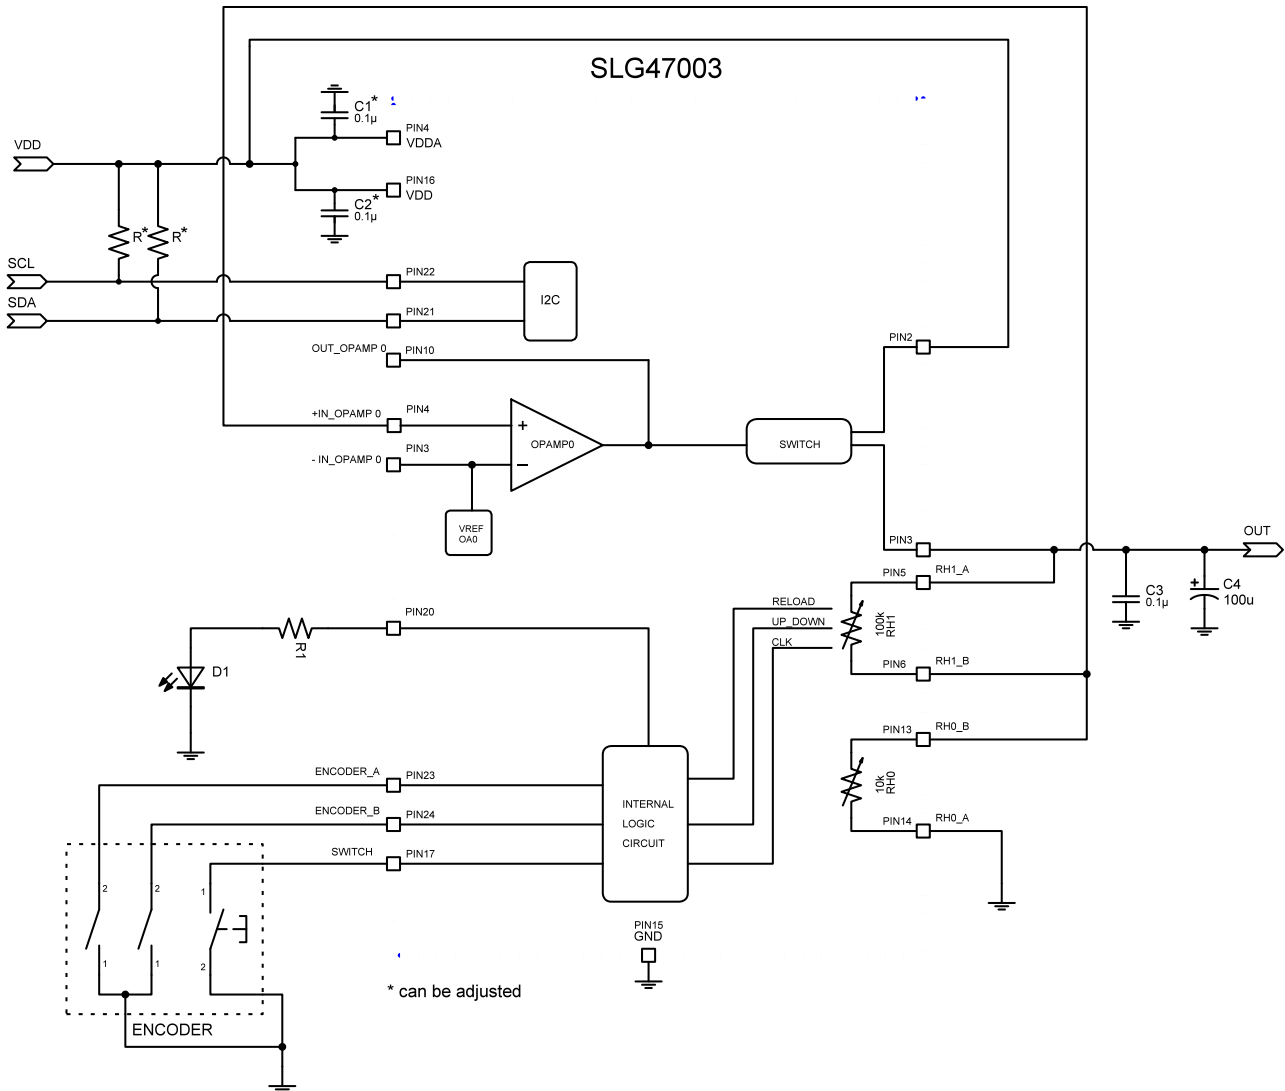 SLG47003
C1*
0.1µ
PIN4
VDDA
VDD
PIN16
VDD
C2*
0.1µ
R*
R*
SCL
PIN22
SDA
PIN21
I2C
OUT_OPAMP 0
PIN10
PIN2
+IN_OPAMP 0
PIN4
+
OPAMP0
SWITCH
- IN_OPAMP 0
PIN3
−
VREF
OA0
PIN3
OUT
PIN5
RH1_A
C3
0.1µ
+
C4
100u
RELOAD
UP_DOWN
CLK
100k
RH1
PIN6
RH1_B
PIN20
R1
D1
PIN13
RH0_B
10k
RH0
PIN14
RH0_A
ENCODER_A
PIN23
ENCODER_B
PIN24
SWITCH
PIN17
INTERNAL
LOGIC
CIRCUIT
2
2
1
1
1
2
PIN15
GND
* can be adjusted
ENCODER